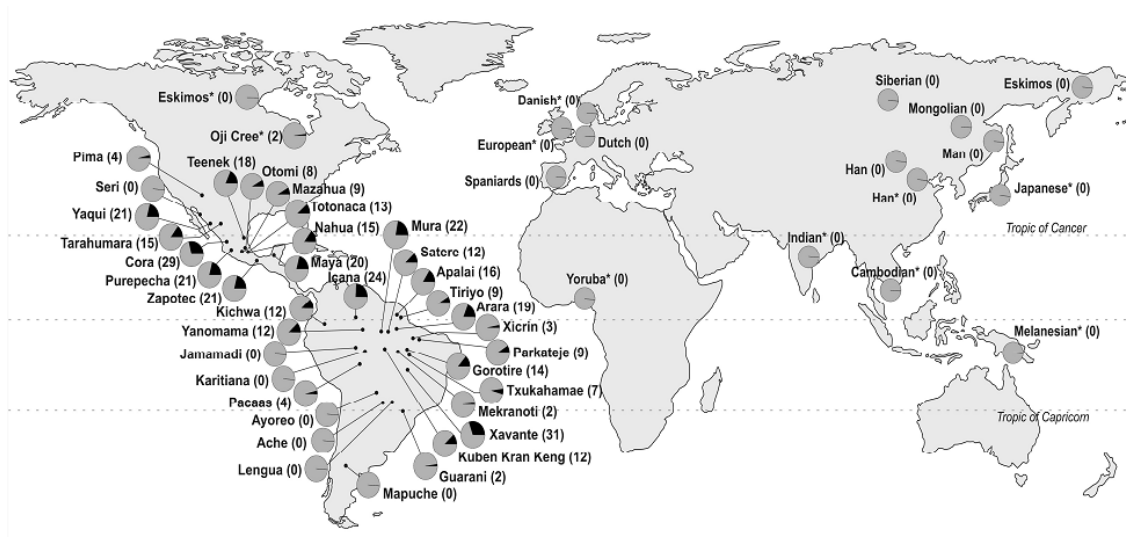 Eskimos* (0)
Oji Cree* (2)
Pima (4)
Seri (0)
Yaqui (21)
Tarahumara (15)
Cora (29)
Purepecha (21)
Zapotec (21)
Teenek (18)
Otomi (8)
Mazahua (9)
Totonaca (13)
Nahua (15)
Maya (20)
Içana (24)
Mura (22)
Satere (12)
Apalai (16)
Tiriyo (9)
Arara (19)
Xicrin (3)
Parkateje (9)
Gorotire (14)
Txukahamae (7)
Mekranoti (2)
Xavante (31)
Kuben Kran Keng (12)
Guarani (2)
Mapuche (0)
Kichwa (12)
Yanomama (12)
Jamamadi (0)
Karitiana (0)
Pacaas (4)
Ayoreo (0)
Ache (0)
Lengua (0)
Danish* (0)
European* (0)
Dutch (0)
Spaniards (0)
Yoruba* (0)
Siberian (0)
Eskimos (0)
Mongolian (0)
Man (0)
Han (0)
Han* (0)
Japanese* (0)
Tropic of Cancer
Indian* (0)
Cambodian* (0)
Melanesian* (0)
Tropic of Capricorn